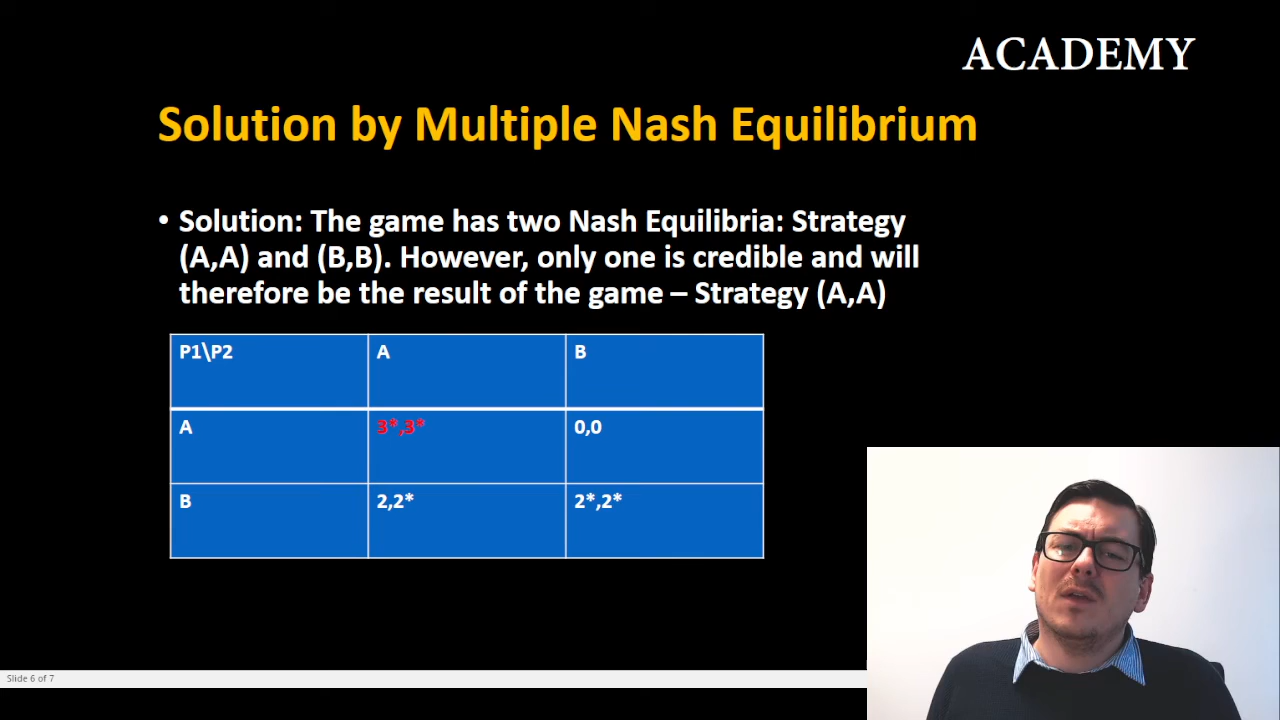 ACADEMY
Solution by Multiple Nash Equilibrium
• Solution: The game has two Nash Equilibria: Strategy
(A,A) and (B,B). However, only one is credible and will
therefore be the result of the game – Strategy (A,A)
P1\P2 A B
A 3*,3* 0,0
B 2,2* 2*,2*
Slide 6 of 7